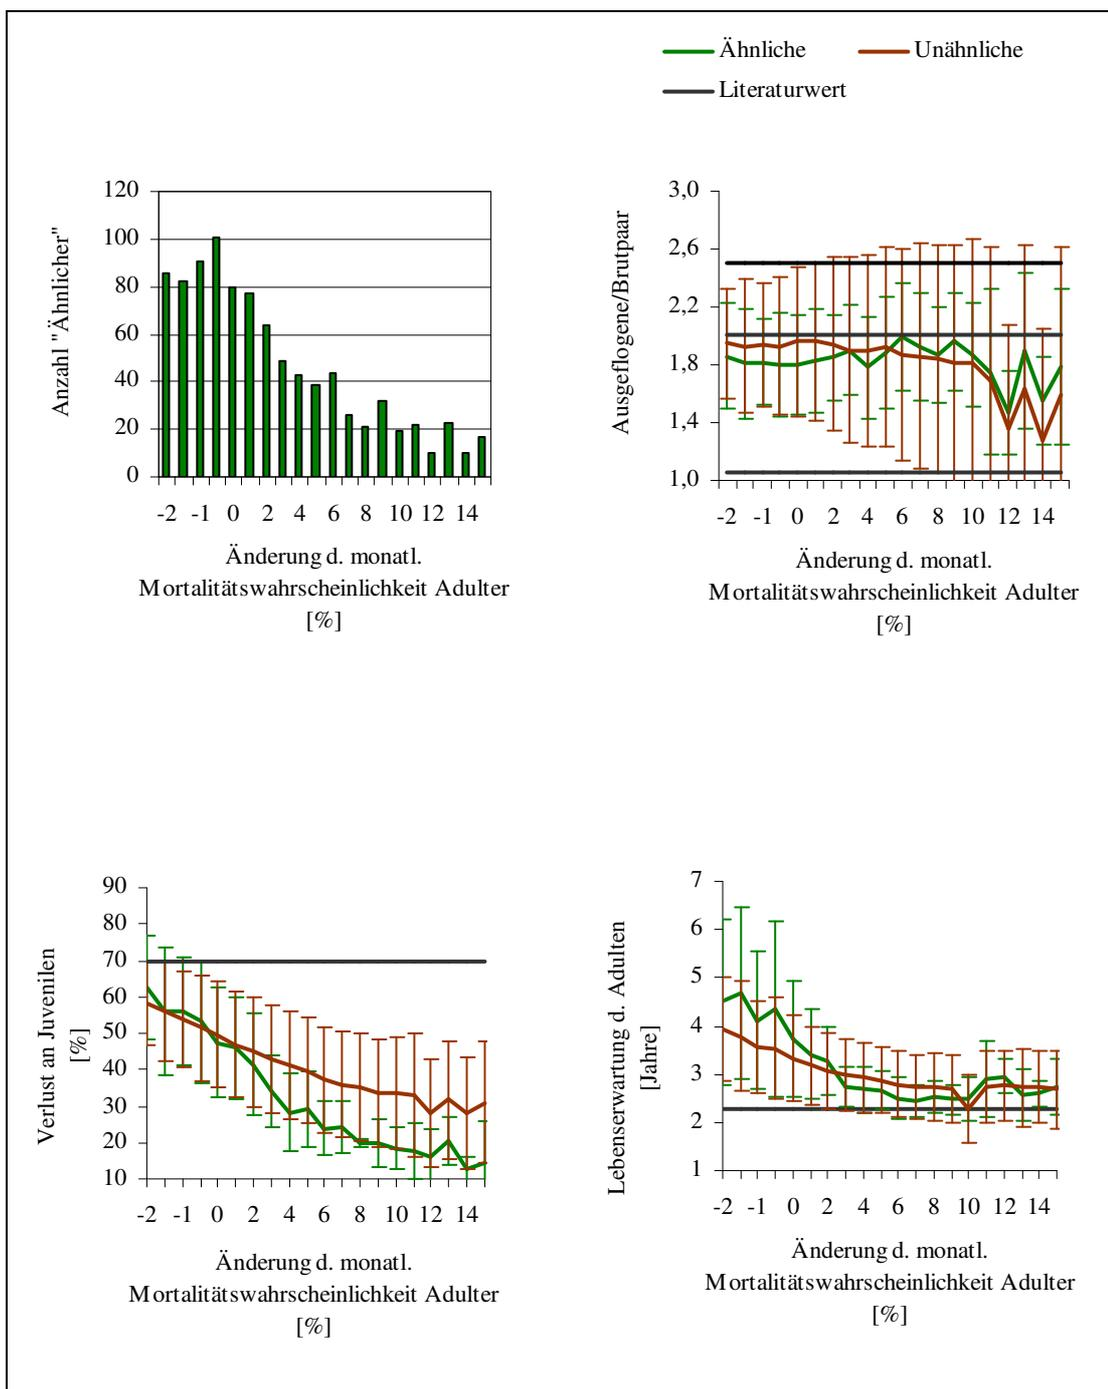 Ähnliche
Unähnliche
Literaturwert
Anzahl "Ähnlicher"
120
100
80
60
40
20
0
-2 -1 0 2 4 6 8 10 12 14
Änderung d. monatl.
Mortalitätswahrscheinlichkeit Adulter
[%]
Ausgeflogene/Brutpaar
3,0
2,6
2,2
1,8
1,4
1,0
-2 -1 0 2 4 6 8 10 12 14
Änderung d. monatl.
Mortalitätswahrscheinlichkeit Adulter
[%]
Verlust an Juvenilen
[%]
90
80
70
60
50
40
30
20
10
-2 -1 0 2 4 6 8 10 12 14
Änderung d. monatl.
Mortalitätswahrscheinlichkeit Adulter
[%]
Lebenserwartung d. Adulten
[Jahre]
7
6
5
4
3
2
1
-2 -1 0 2 4 6 8 10 12 14
Änderung d. monatl.
Mortalitätswahrscheinlichkeit Adulter
[%]